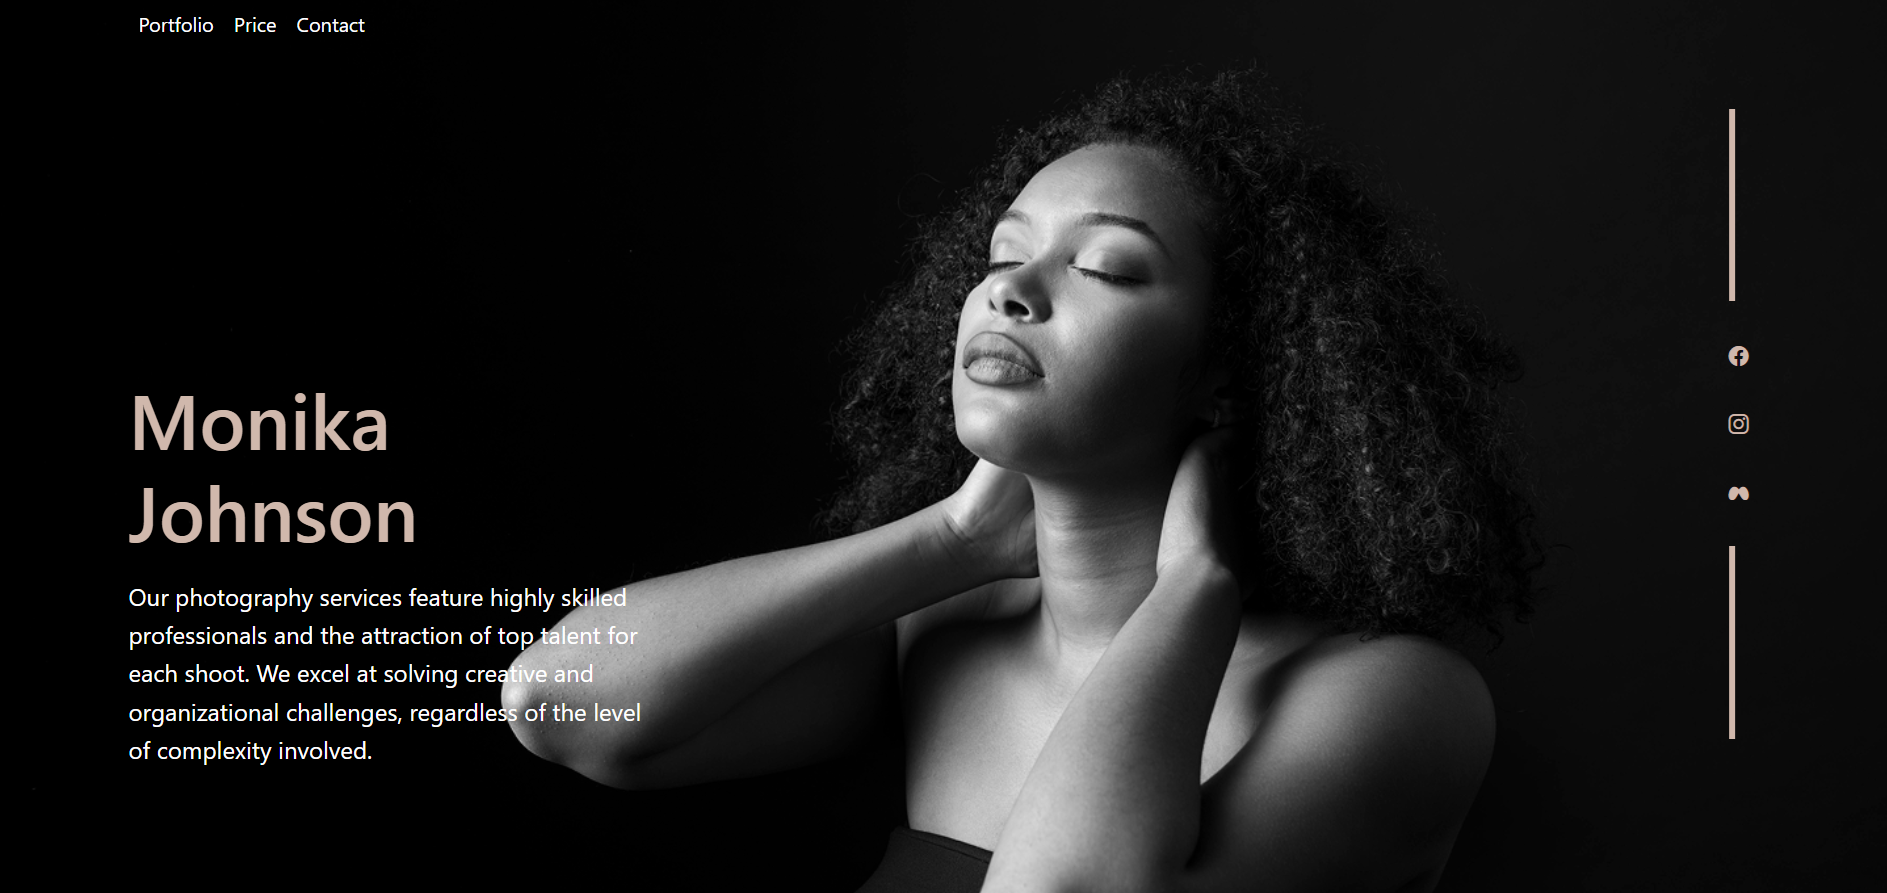 Portfolio Price Contact
Monika
Johnson
Our photography services feature highly skilled
professionals and the attraction of top talent for
each shoot. We excel at solving creative and
organizational challenges, regardless of the level
of complexity involved.